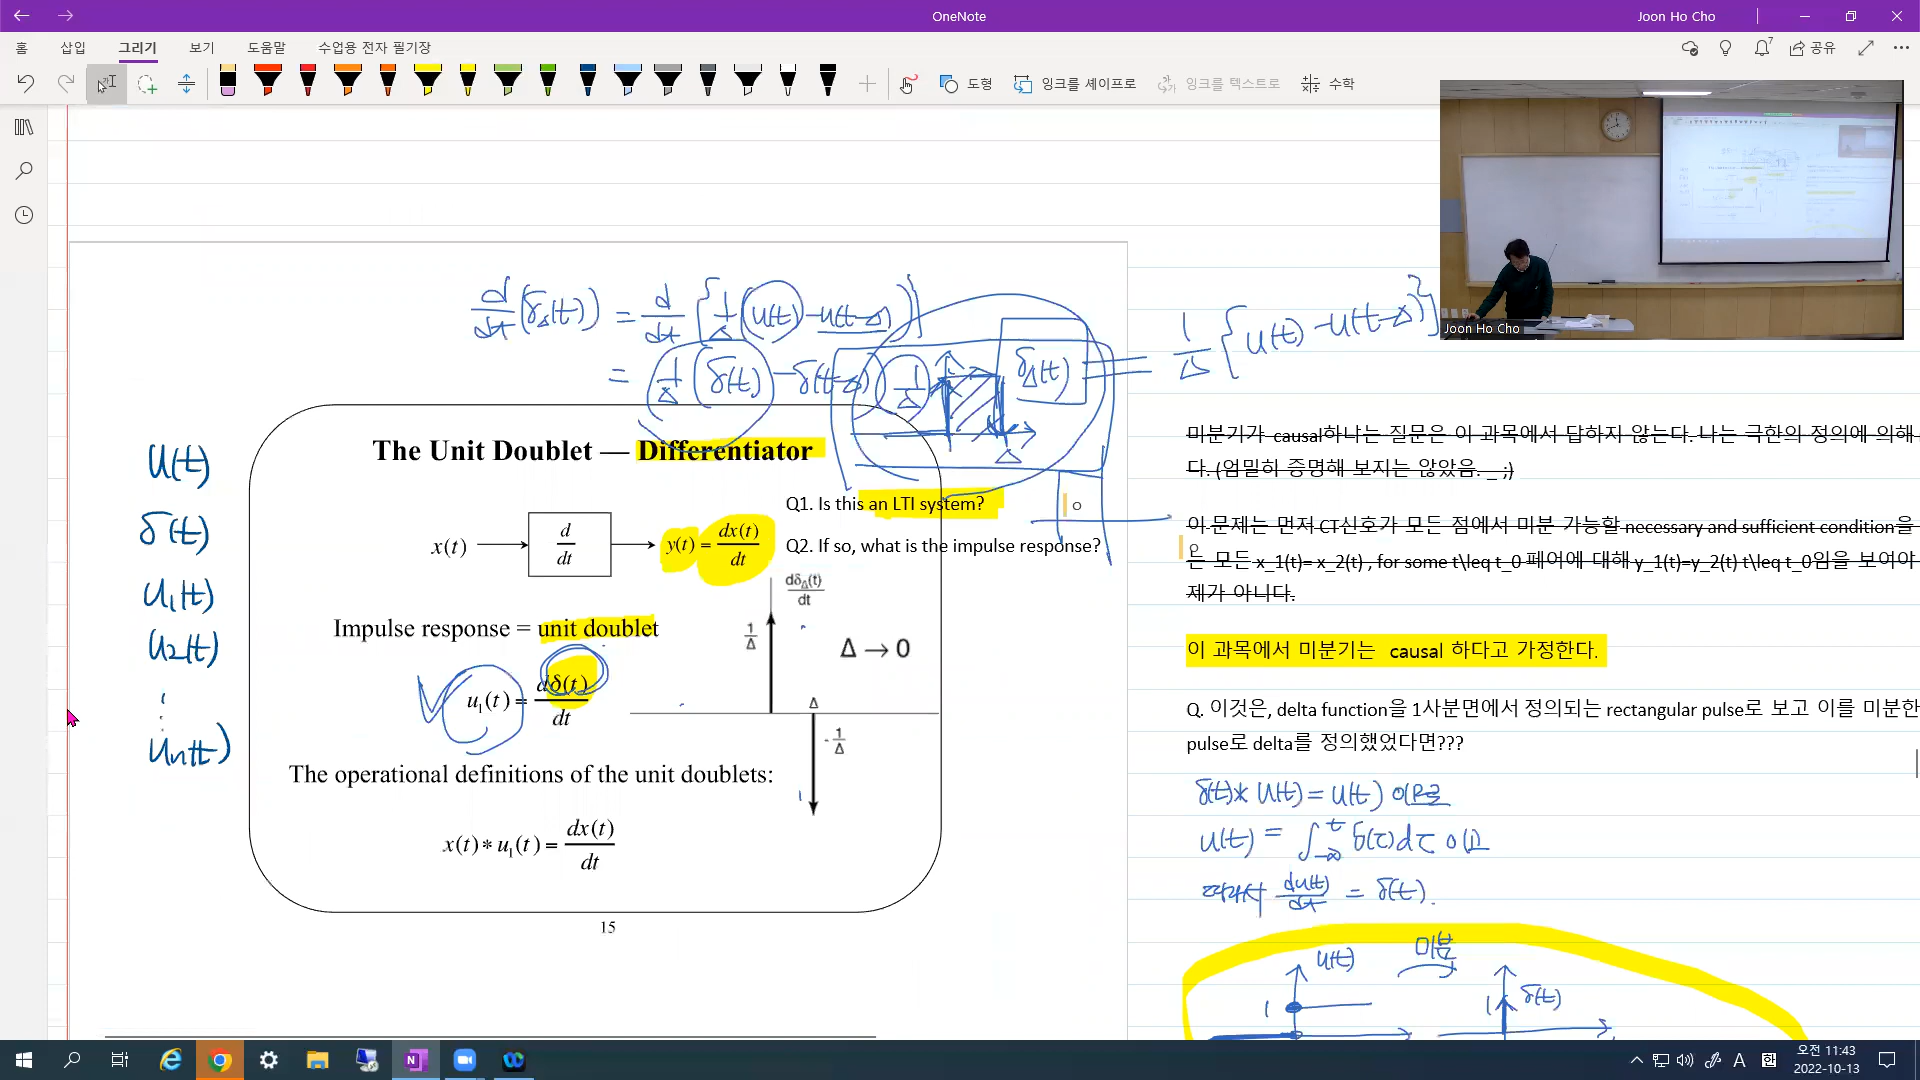 OneNote
Joon Ho Cho
홈 삽입 그리기 보기 도움말 수업용 전자 필기장
공유
도형 잉크를 셰이프로 잉크를 텍스트로 수학
Joon Ho Cho
d/dt (δ_Δ(t)) = d/dt { 1/Δ (u(t) - u(t-Δ)) }
= 1/Δ (δ(t) - δ(t-Δ))
1/Δ δ_Δ(t) = 1/Δ { u(t) - u(t-Δ) }
Δ
The Unit Doublet — Differentiator
Q1. Is this an LTI system?
Q2. If so, what is the impulse response?
x(t) d/dt y(t) = dx(t)/dt
Impulse response = unit doublet
u₁(t) = dδ(t)/dt
dδ_Δ(t)/dt
1/Δ
Δ → 0
Δ
-1/Δ
The operational definitions of the unit doublets:
x(t) * u₁(t) = dx(t)/dt
15
u(t)
δ(t)
u₁(t)
u₂(t)
⋮
uₙ(t)
미분기가 causal하냐는 질문은 이 과목에서 답하지 않는다. 나는 극한의 정의에 의해
다. (엄밀히 증명해 보지는 않았음. _ ;)
이 문제는 먼저 CT신호가 모든 점에서 미분 가능할 necessary and sufficient condition을
는 모든 x_1(t)= x_2(t) , for some t\leq t_0 페어에 대해 y_1(t)=y_2(t) t\leq t_0임을 보여야
제가 아니다.
이 과목에서 미분기는 causal 하다고 가정한다.
Q. 이것은, delta function을 1사분면에서 정의되는 rectangular pulse로 보고 이를 미분한
pulse로 delta를 정의했었다면???
δ(t) * u(t) = u(t) 이므로
u(t) = ∫_{-∞}^{t} δ(τ)dτ 이고
따라서 du(t)/dt = δ(t).
u(t) 미분
1 1 δ(t)
오전 11:43
2022-10-13